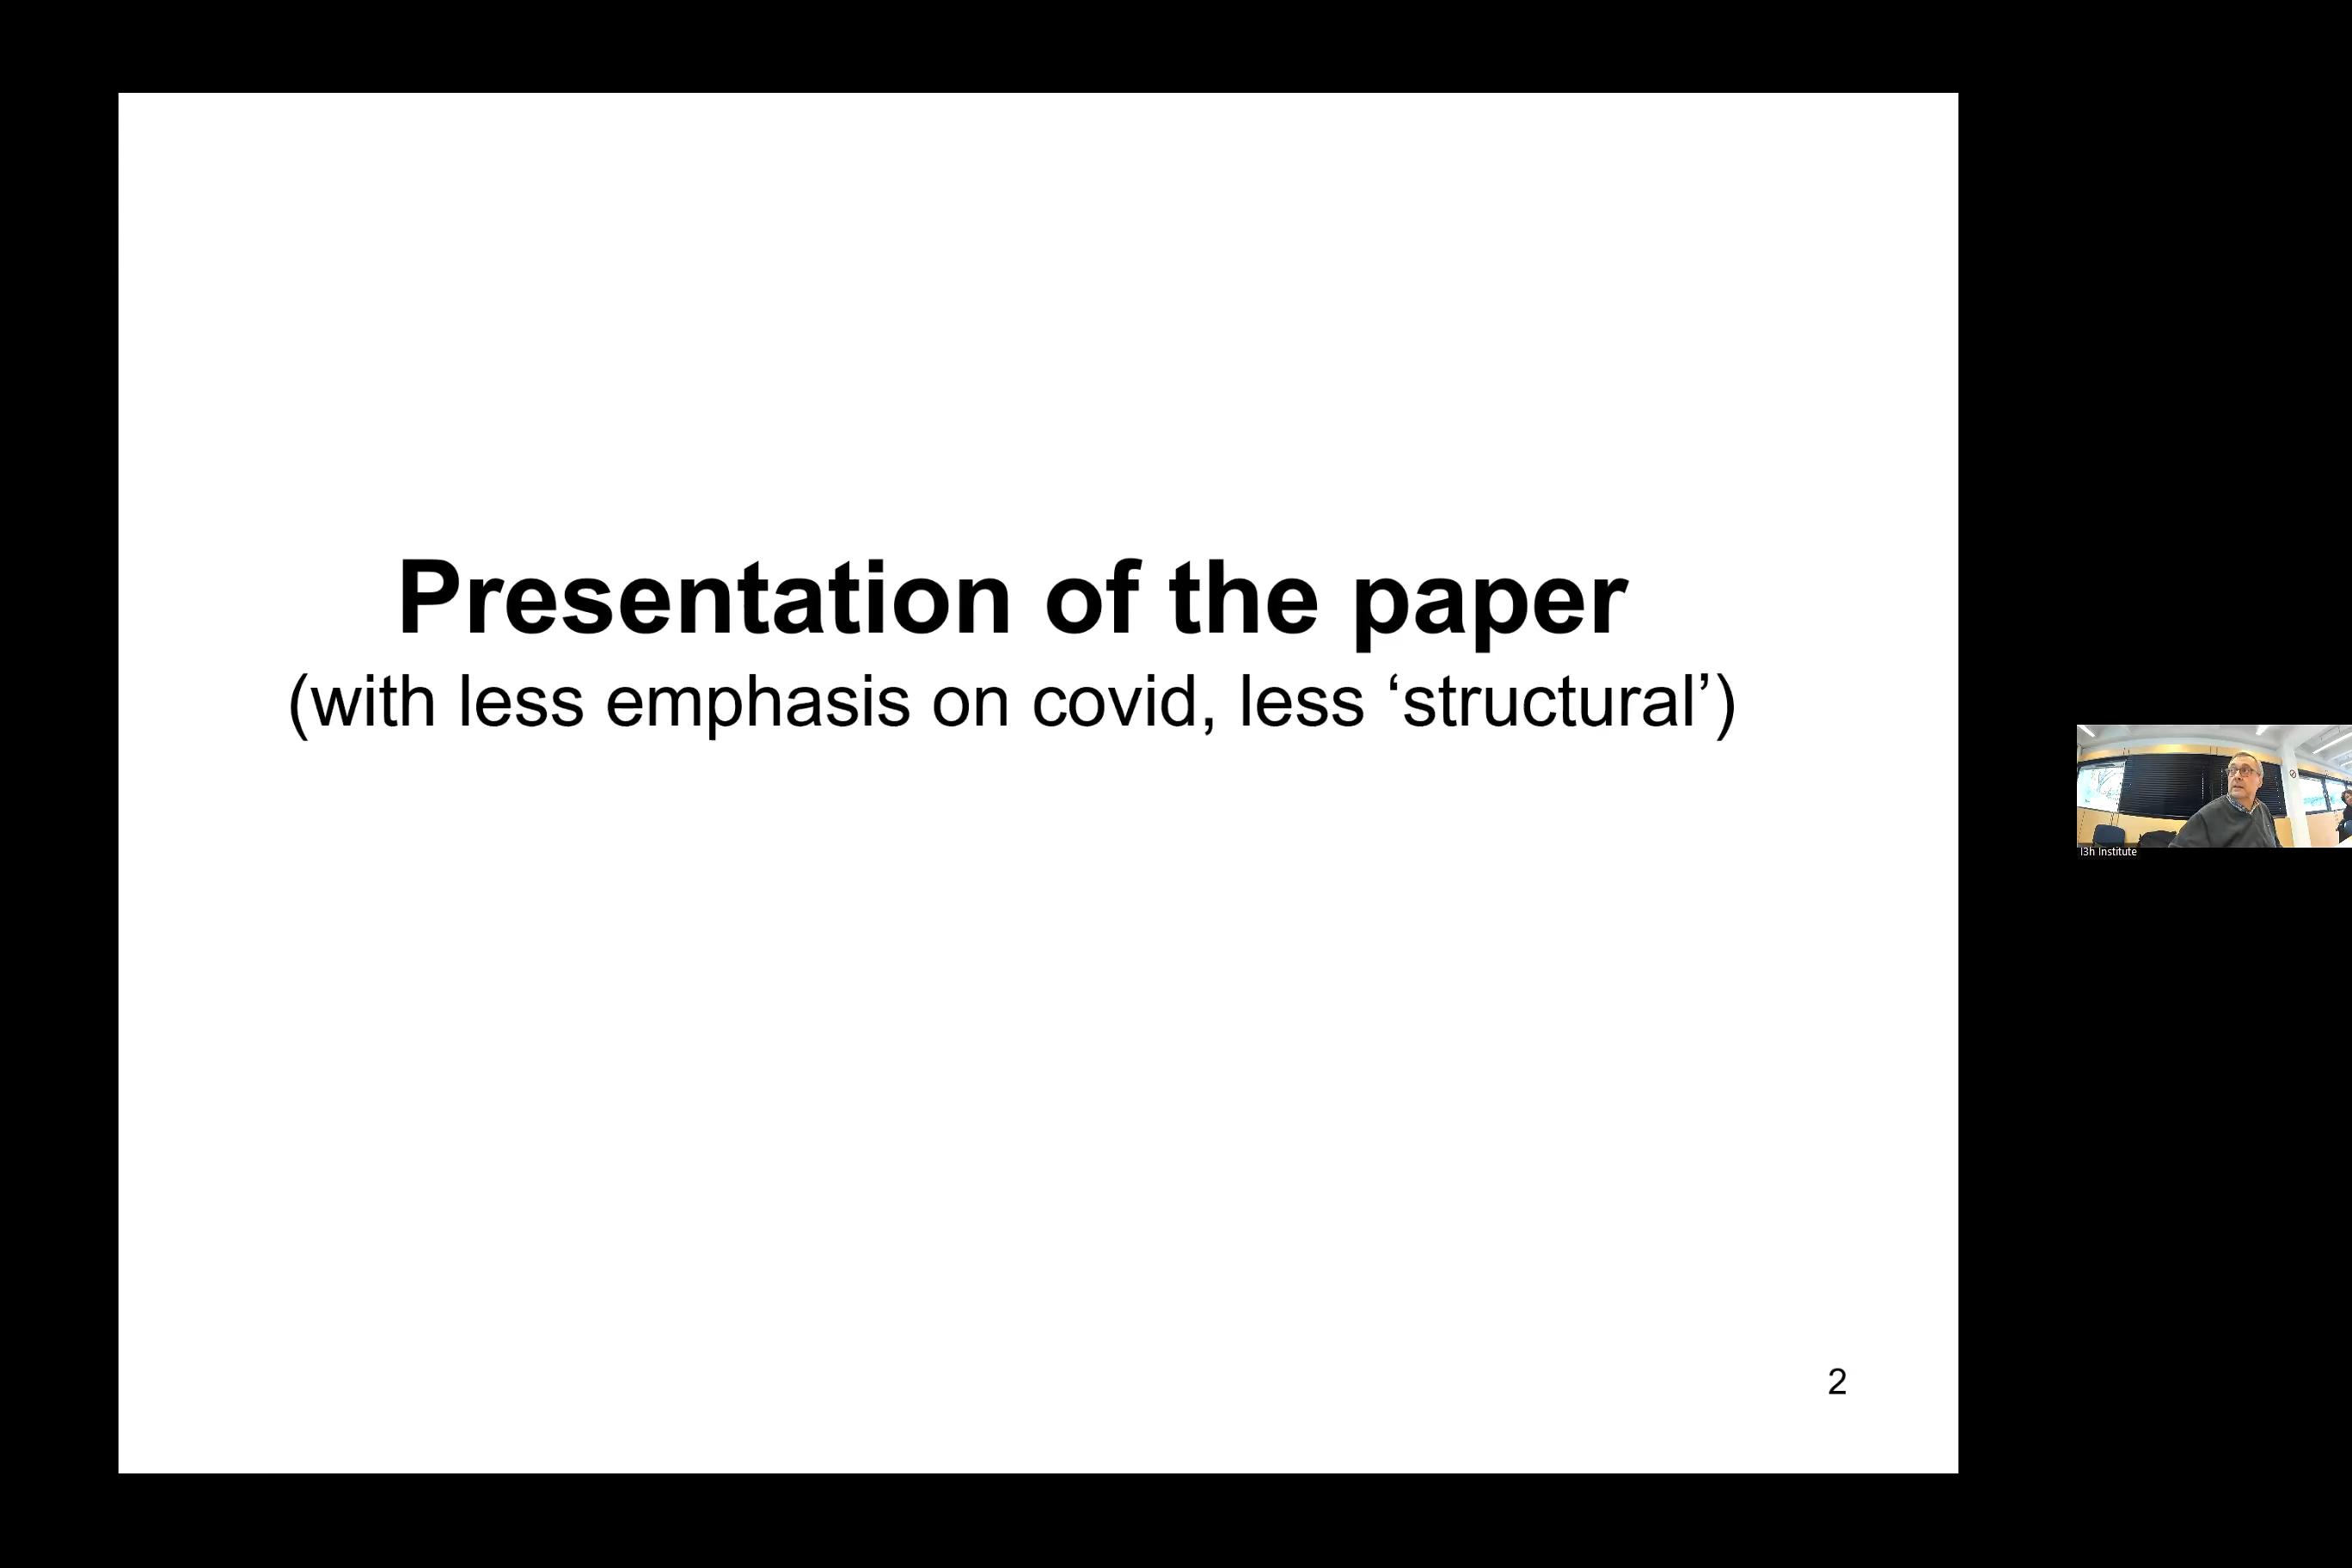 Presentation of the paper
(with less emphasis on covid, less ‘structural’)
2
I3h Institute